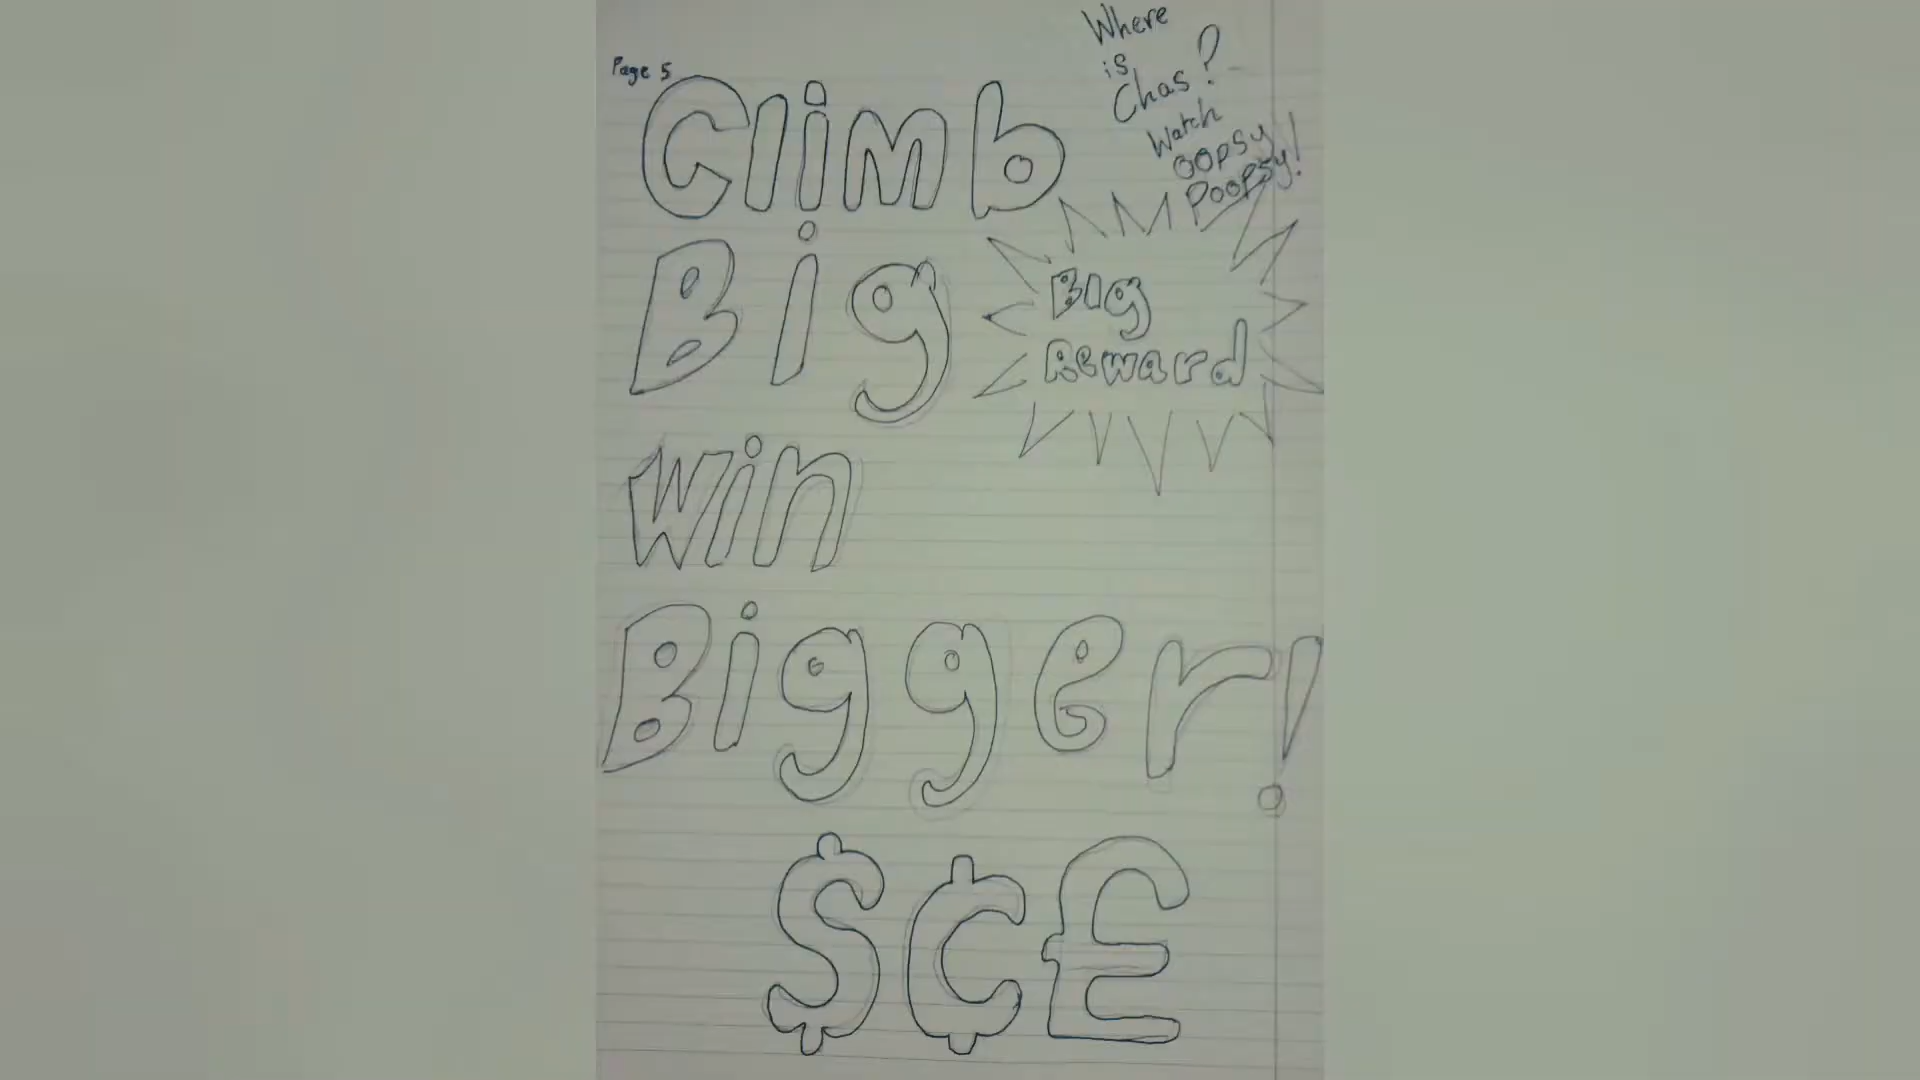 Page 5
Where
is
Chas?
Watch
oopsy
Poopsy!
Climb
Big
Big
Reward
win
Bigger!
$¢£